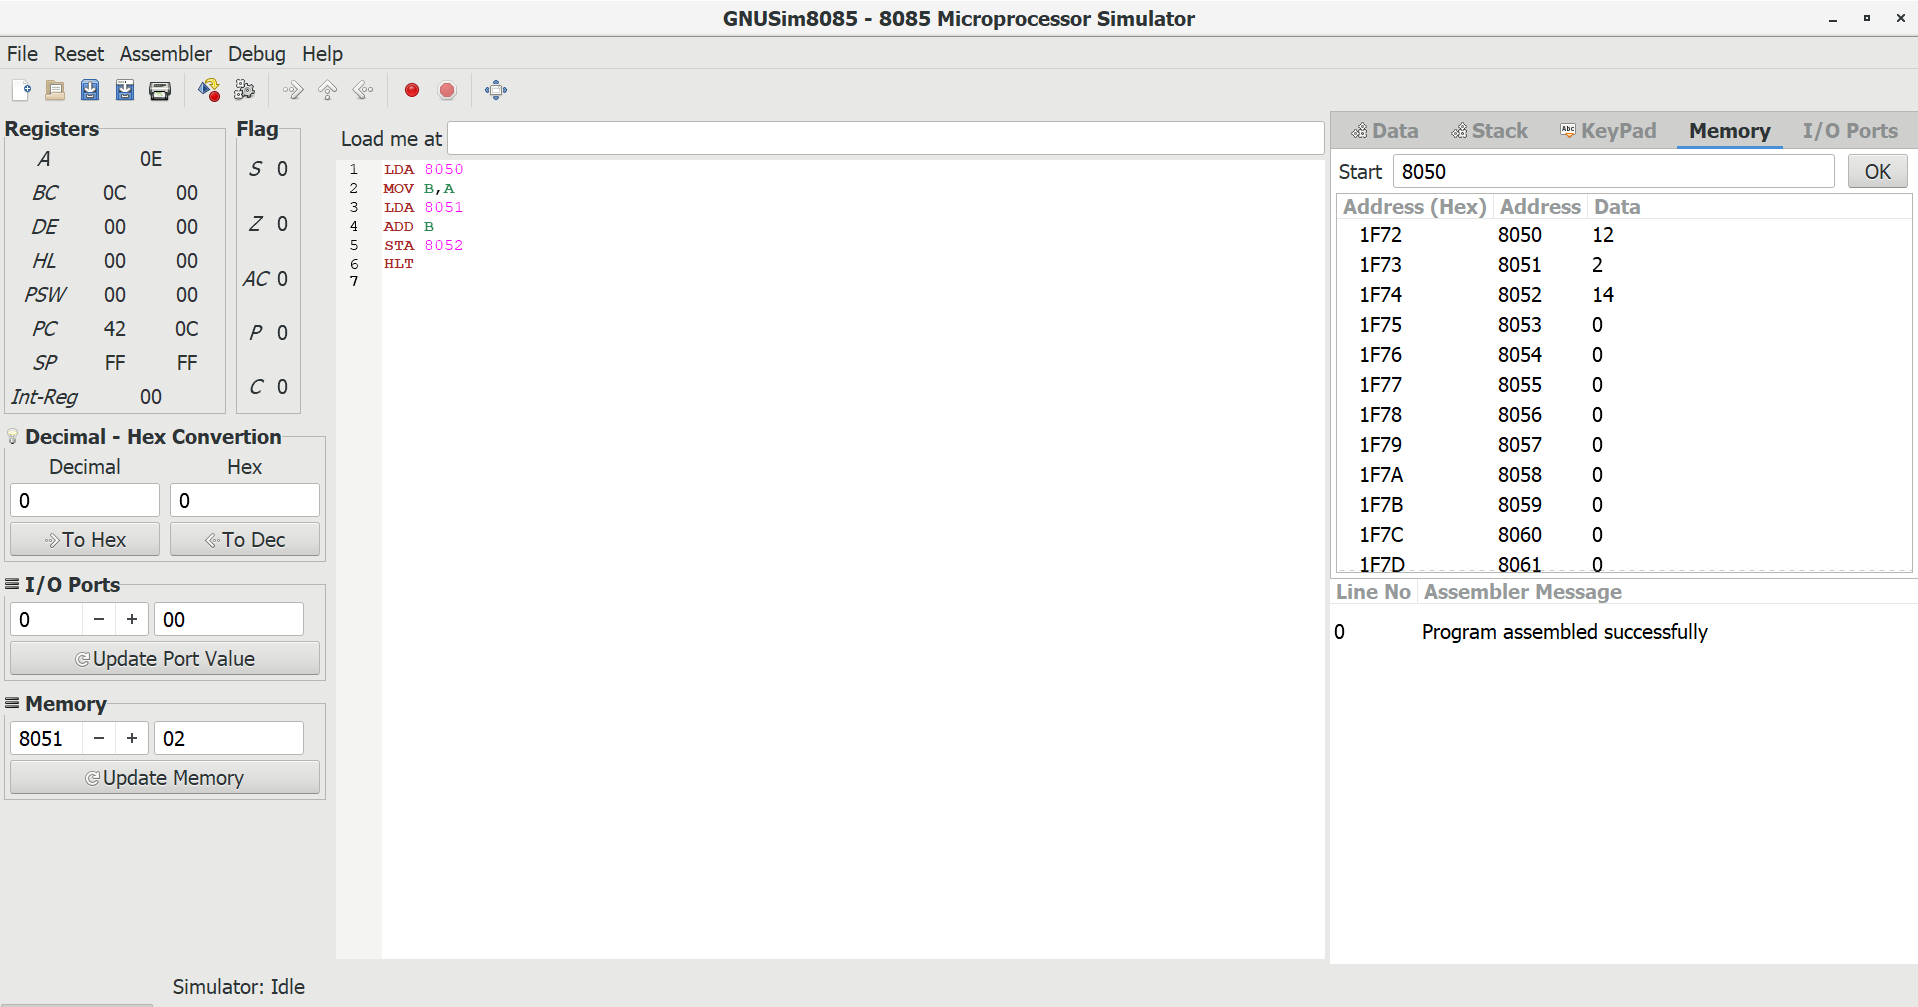 GNUSim8085 - 8085 Microprocessor Simulator
File Reset Assembler Debug Help
Registers
A 0E
BC 0C 00
DE 00 00
HL 00 00
PSW 00 00
PC 42 0C
SP FF FF
Int-Reg 00
Flag
S 0
Z 0
AC 0
P 0
C 0
Decimal - Hex Convertion
Decimal Hex
0 0
To Hex To Dec
I/O Ports
0 − + 00
Update Port Value
Memory
8051 − + 02
Update Memory
Load me at
1 LDA 8050
2 MOV B,A
3 LDA 8051
4 ADD B
5 STA 8052
6 HLT
7
Data Stack Abc KeyPad Memory I/O Ports
Start 8050 OK
Address (Hex) Address Data
1F72 8050 12
1F73 8051 2
1F74 8052 14
1F75 8053 0
1F76 8054 0
1F77 8055 0
1F78 8056 0
1F79 8057 0
1F7A 8058 0
1F7B 8059 0
1F7C 8060 0
1F7D 8061 0
Line No Assembler Message
0 Program assembled successfully
Simulator: Idle